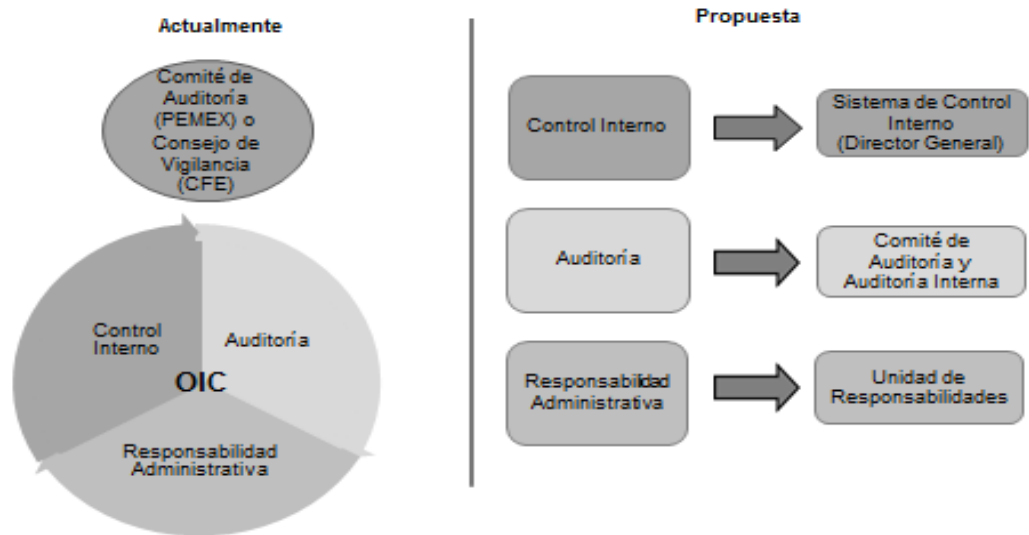 Actualmente
Comité de
Auditoría
(PEMEX) o
Consejo de
Vigilancia
(CFE)
Control
Interno
Auditoría
OIC
Responsabilidad
Administrativa
Propuesta
Control Interno
Sistema de Control
Interno
(Director General)
Auditoría
Comité de
Auditoría y
Auditoría Interna
Responsabilidad
Administrativa
Unidad de
Responsabilidades